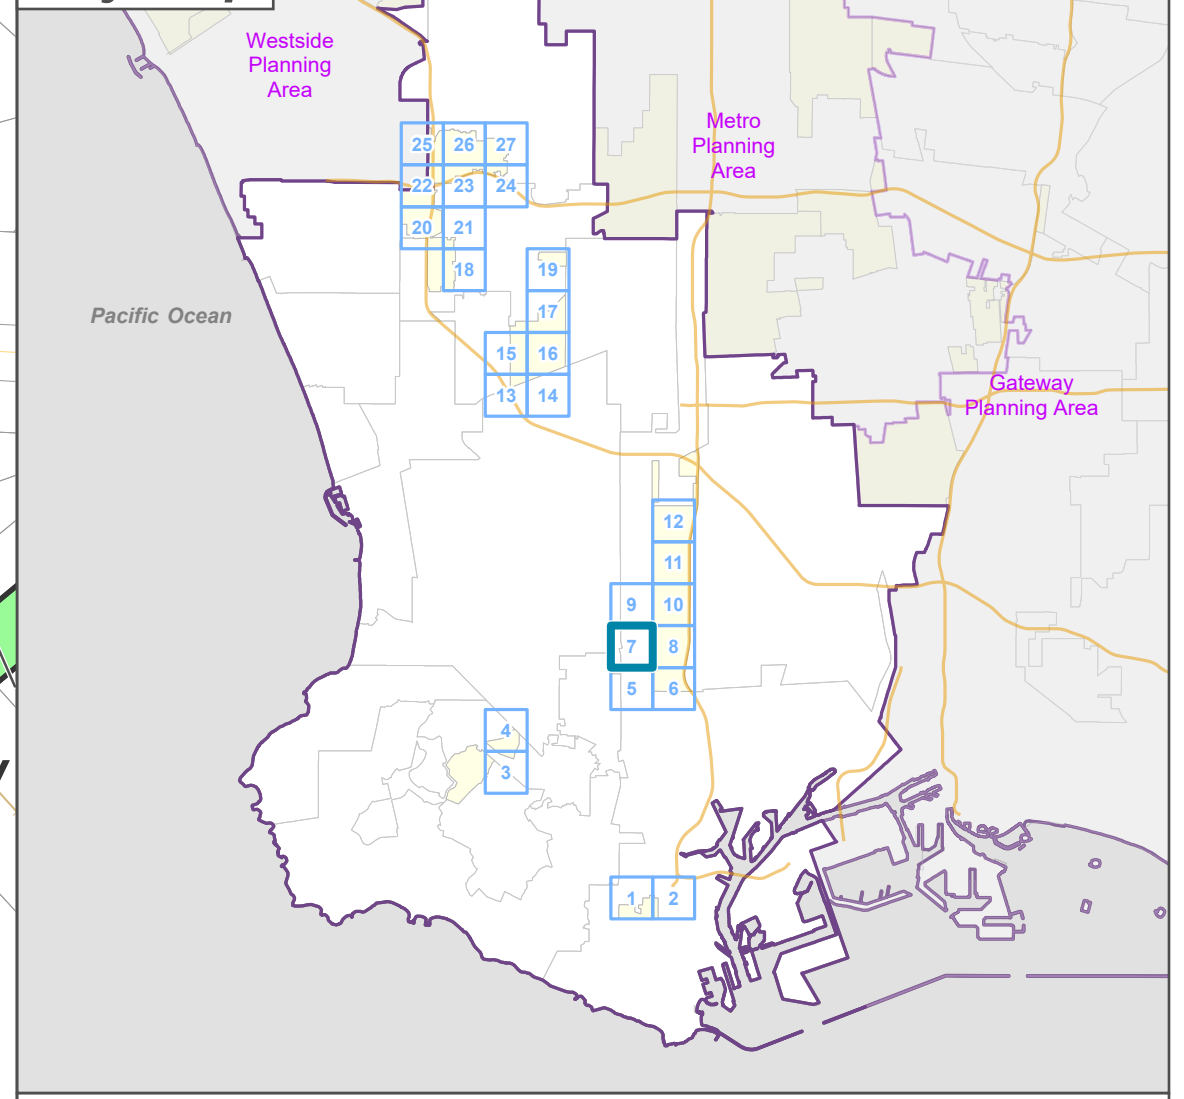 Westside
Planning
Area
Metro
Planning
Area
25 26 27
22 23 24
20 21
18 19
Pacific Ocean
17
15 16
13 14
Gateway
Planning Area
12
11
9 10
7 8
5 6
4
3
1 2